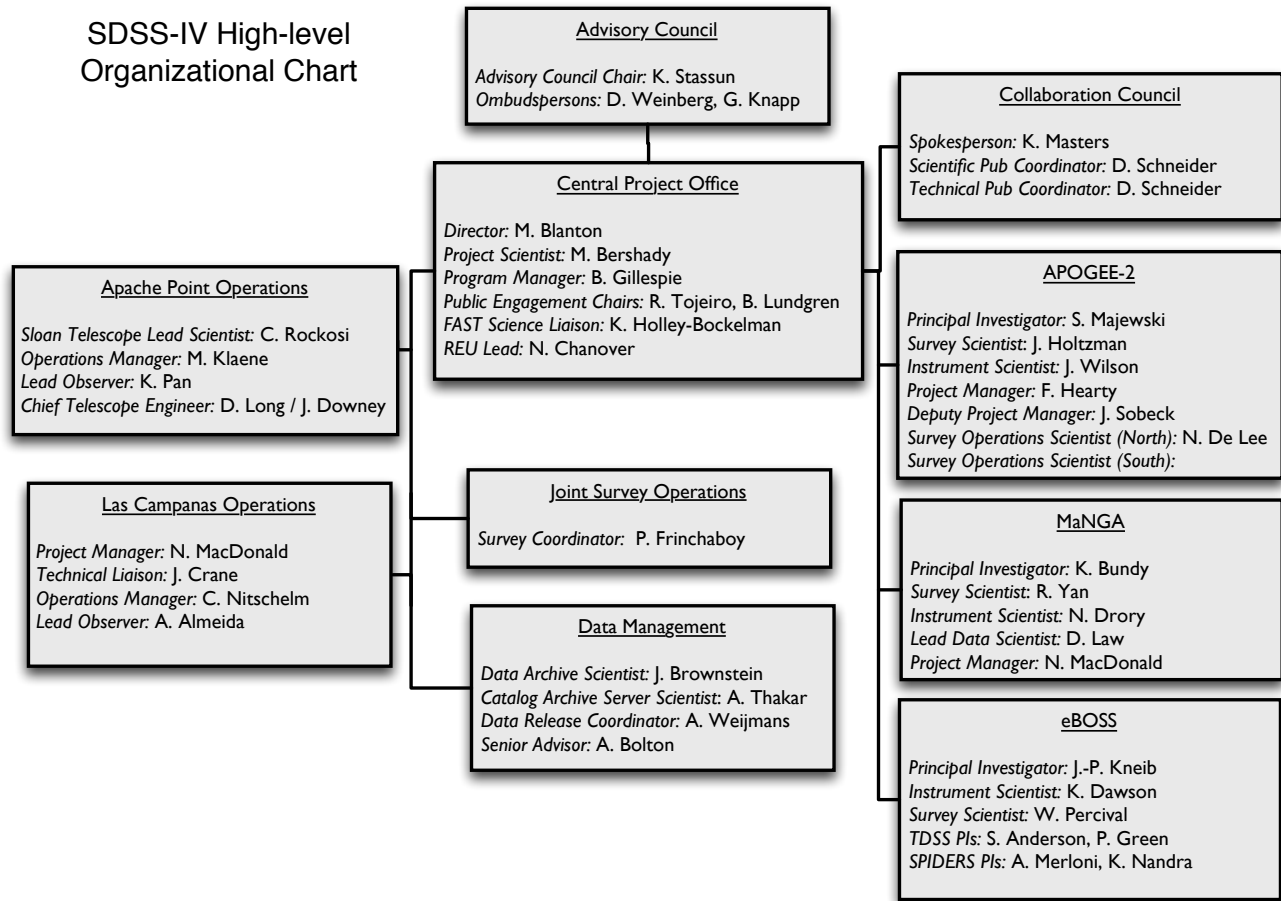 SDSS-IV High-level
Organizational Chart
Advisory Council
Advisory Council Chair: K. Stassun
Ombudspersons: D. Weinberg, G. Knapp
Collaboration Council
Spokesperson: K. Masters
Scientific Pub Coordinator: D. Schneider
Technical Pub Coordinator: D. Schneider
Central Project Office
Director: M. Blanton
Project Scientist: M. Bershady
Program Manager: B. Gillespie
Public Engagement Chairs: R. Tojeiro, B. Lundgren
FAST Science Liaison: K. Holley-Bockelman
REU Lead: N. Chanover
Apache Point Operations
Sloan Telescope Lead Scientist: C. Rockosi
Operations Manager: M. Klaene
Lead Observer: K. Pan
Chief Telescope Engineer: D. Long / J. Downey
APOGEE-2
Principal Investigator: S. Majewski
Survey Scientist: J. Holtzman
Instrument Scientist: J. Wilson
Project Manager: F. Hearty
Deputy Project Manager: J. Sobeck
Survey Operations Scientist (North): N. De Lee
Survey Operations Scientist (South):
Las Campanas Operations
Project Manager: N. MacDonald
Technical Liaison: J. Crane
Operations Manager: C. Nitschelm
Lead Observer: A. Almeida
Joint Survey Operations
Survey Coordinator: P. Frinchaboy
MaNGA
Principal Investigator: K. Bundy
Survey Scientist: R. Yan
Instrument Scientist: N. Drory
Lead Data Scientist: D. Law
Project Manager: N. MacDonald
Data Management
Data Archive Scientist: J. Brownstein
Catalog Archive Server Scientist: A. Thakar
Data Release Coordinator: A. Weijmans
Senior Advisor: A. Bolton
eBOSS
Principal Investigator: J.-P. Kneib
Instrument Scientist: K. Dawson
Survey Scientist: W. Percival
TDSS PIs: S. Anderson, P. Green
SPIDERS PIs: A. Merloni, K. Nandra